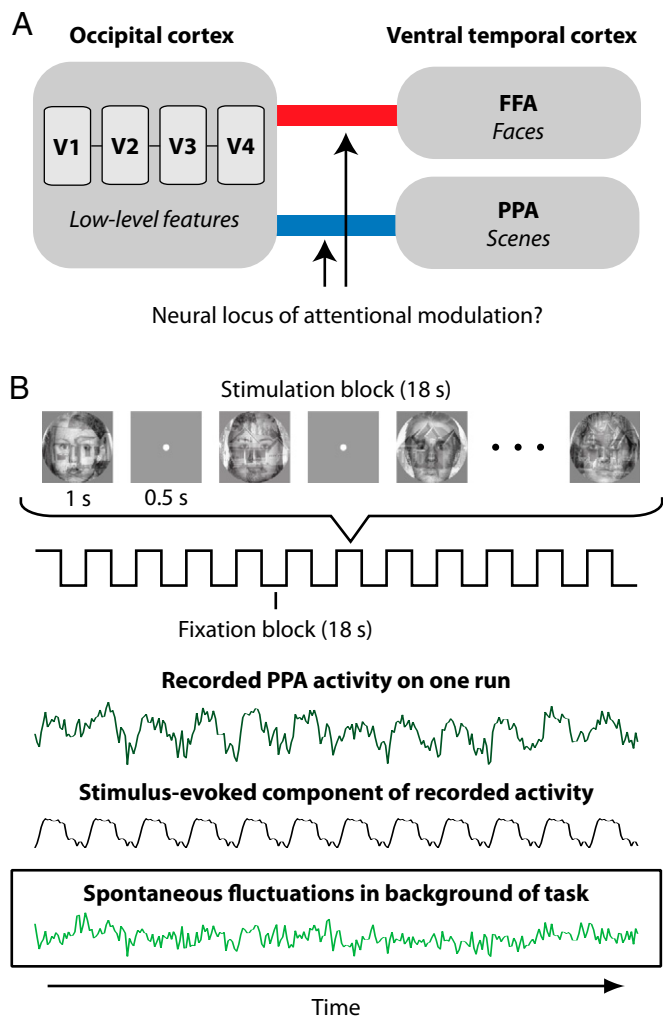 A
Occipital cortex
Ventral temporal cortex
V1 V2 V3 V4
Low-level features
FFA
Faces
PPA
Scenes
Neural locus of attentional modulation?
B
Stimulation block (18 s)
1 s
0.5 s
Fixation block (18 s)
Recorded PPA activity on one run
Stimulus-evoked component of recorded activity
Spontaneous fluctuations in background of task
Time